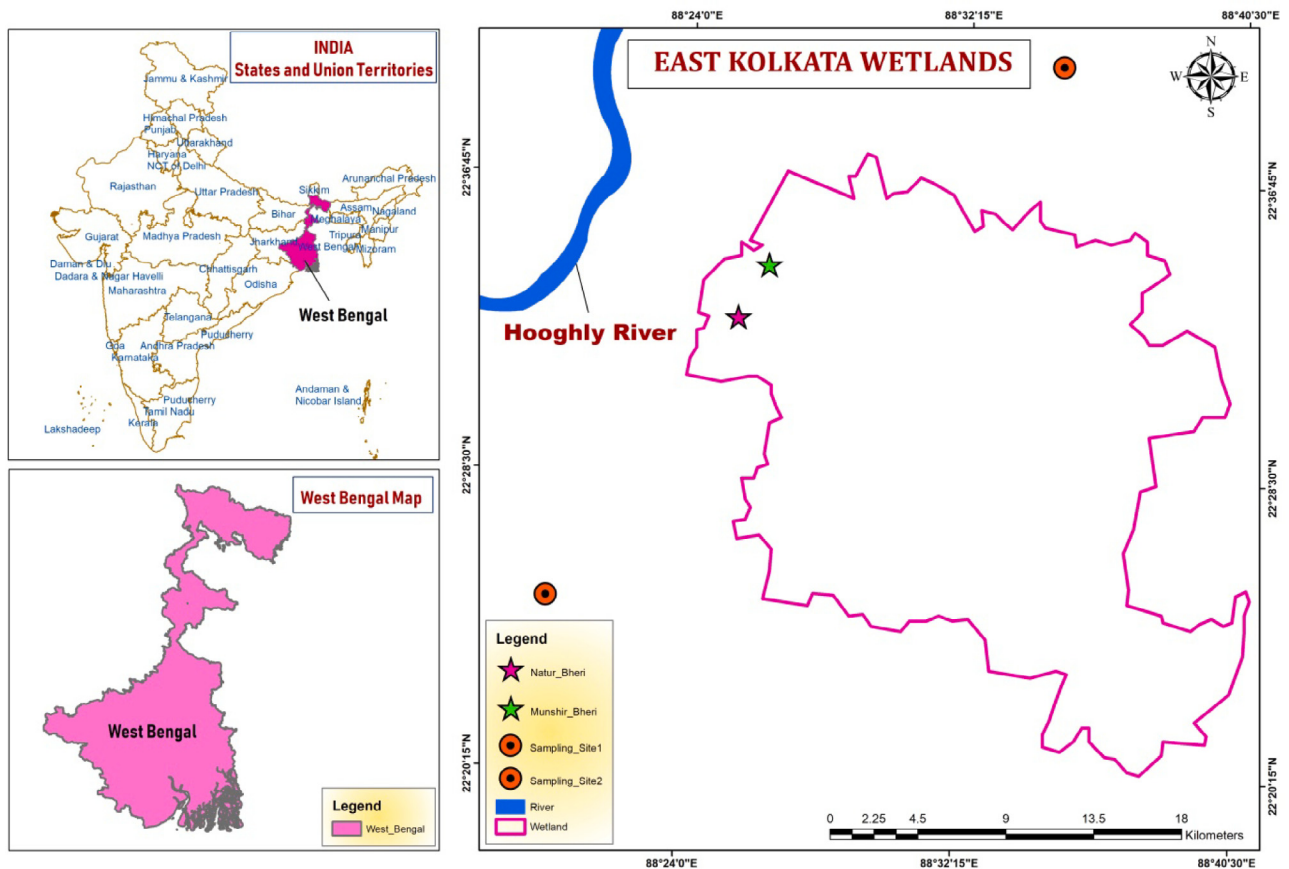 INDIA
States and Union Territories
Jammu & Kashmir
Himachal Pradesh
Punjab
Uttarakhand
Haryana
NCT of Delhi
Rajasthan
Uttar Pradesh
Sikkim
Arunanchal Pradesh
Bihar
Assam
Nagaland
Meghalaya
Manipur
Gujarat
Madhya Pradesh
Jharkhand
West Bengal
Tripura
Mizoram
Daman & Diu
Dadara & Nagar Havelli
Chhattisgarh
Maharashtra
Odisha
West Bengal
Telangana
Puducherry
Goa
Andhra Pradesh
Karnataka
Andaman &
Nicobar Island
Puducherry
Tamil Nadu
Kerala
Lakshadeep
West Bengal Map
West Bengal
Legend
West_Bengal
88°24'0"E
88°32'15"E
88°40'30"E
EAST KOLKATA WETLANDS
N
W
E
S
22°36'45"N
22°36'45"N
Hooghly River
22°28'30"N
22°28'30"N
Legend
Natur_Bheri
Munshir_Bheri
Sampling_Site1
Sampling_Site2
River
Wetland
22°20'15"N
22°20'15"N
0 2.25 4.5 9 13.5 18
Kilometers
88°24'0"E
88°32'15"E
88°40'30"E